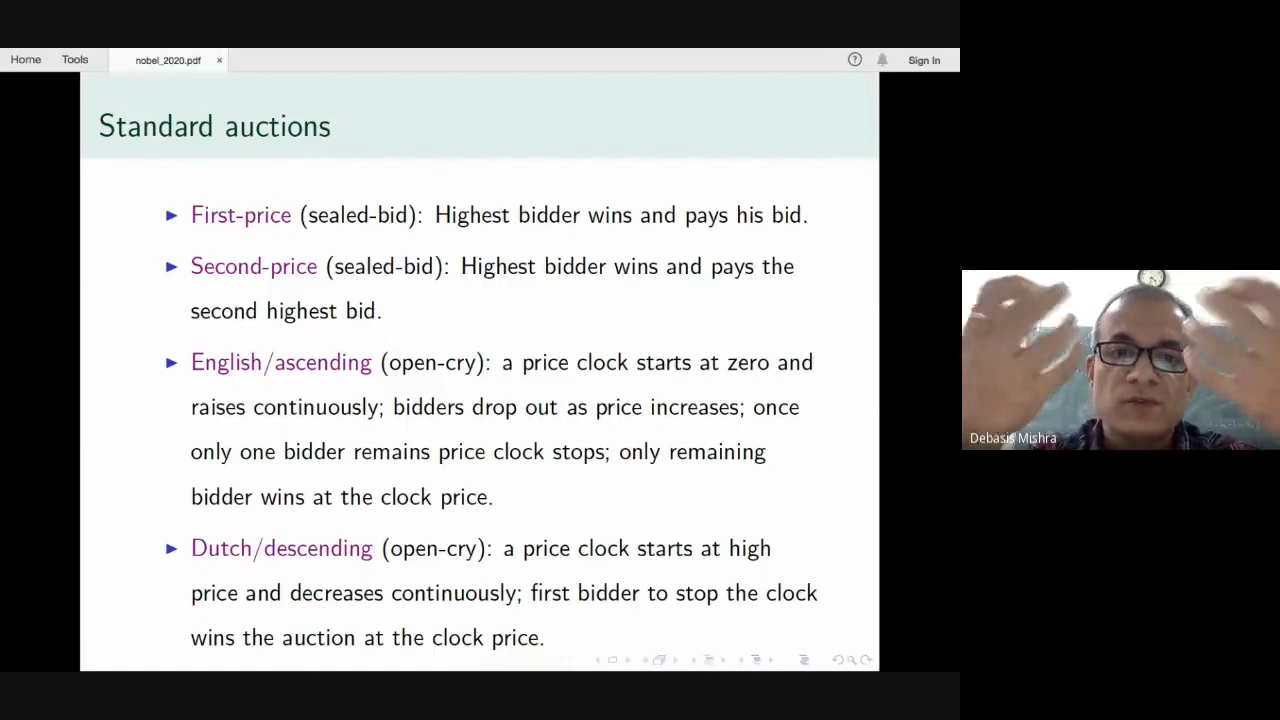 Home Tools nobel_2020.pdf × ? Sign In
Standard auctions
First-price (sealed-bid): Highest bidder wins and pays his bid.
Second-price (sealed-bid): Highest bidder wins and pays the
second highest bid.
English/ascending (open-cry): a price clock starts at zero and
raises continuously; bidders drop out as price increases; once
only one bidder remains price clock stops; only remaining
bidder wins at the clock price.
Dutch/descending (open-cry): a price clock starts at high
price and decreases continuously; first bidder to stop the clock
wins the auction at the clock price.
Debasis Mishra